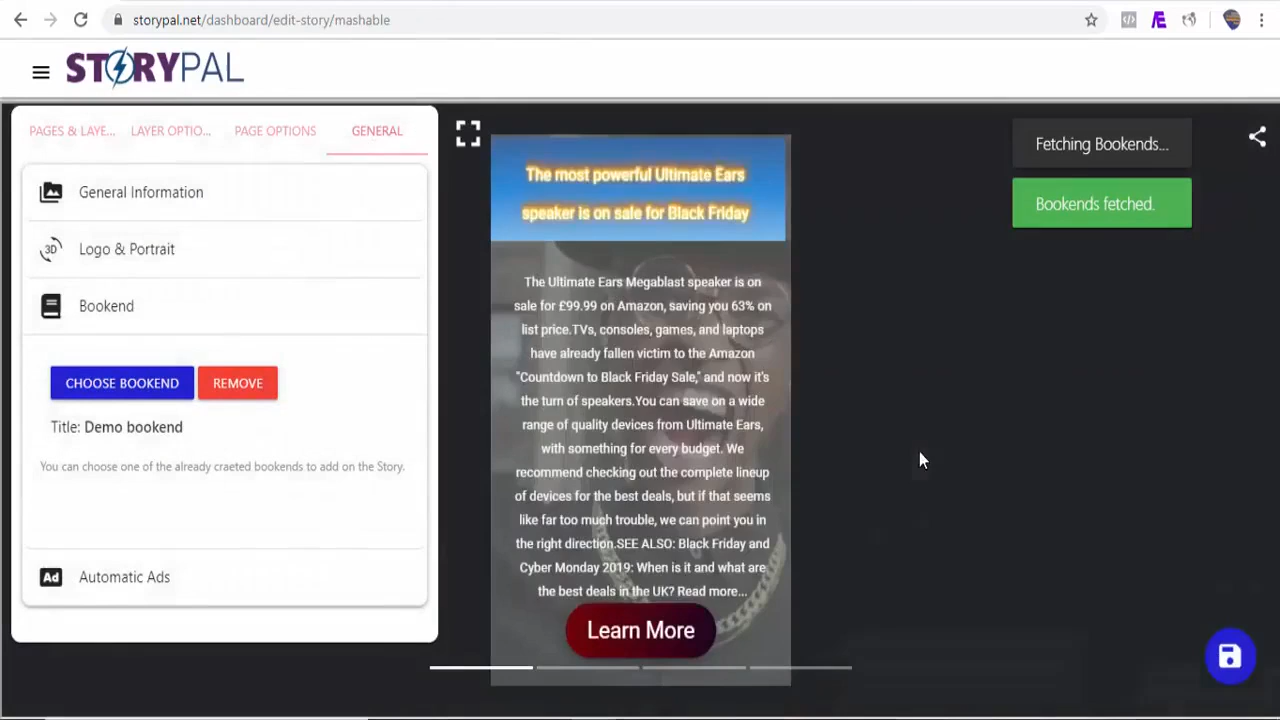 storypal.net/dashboard/edit-story/mashable
STORYPAL
PAGES & LAYE...
LAYER OPTIO...
PAGE OPTIONS
GENERAL
General Information
3D
Logo & Portrait
Bookend
CHOOSE BOOKEND
REMOVE
Title: Demo bookend
You can choose one of the already craeted bookends to add on the Story.
Ad
Automatic Ads
The most powerful Ultimate Ears
speaker is on sale for Black Friday
The Ultimate Ears Megablast speaker is on
sale for £99.99 on Amazon, saving you 63% on
list price.TVs, consoles, games, and laptops
have already fallen victim to the Amazon
"Countdown to Black Friday Sale," and now it's
the turn of speakers.You can save on a wide
range of quality devices from Ultimate Ears,
with something for every budget. We
recommend checking out the complete lineup
of devices for the best deals, but if that seems
like far too much trouble, we can point you in
the right direction.SEE ALSO: Black Friday and
Cyber Monday 2019: When is it and what are
the best deals in the UK? Read more...
Learn More
Fetching Bookends...
Bookends fetched.